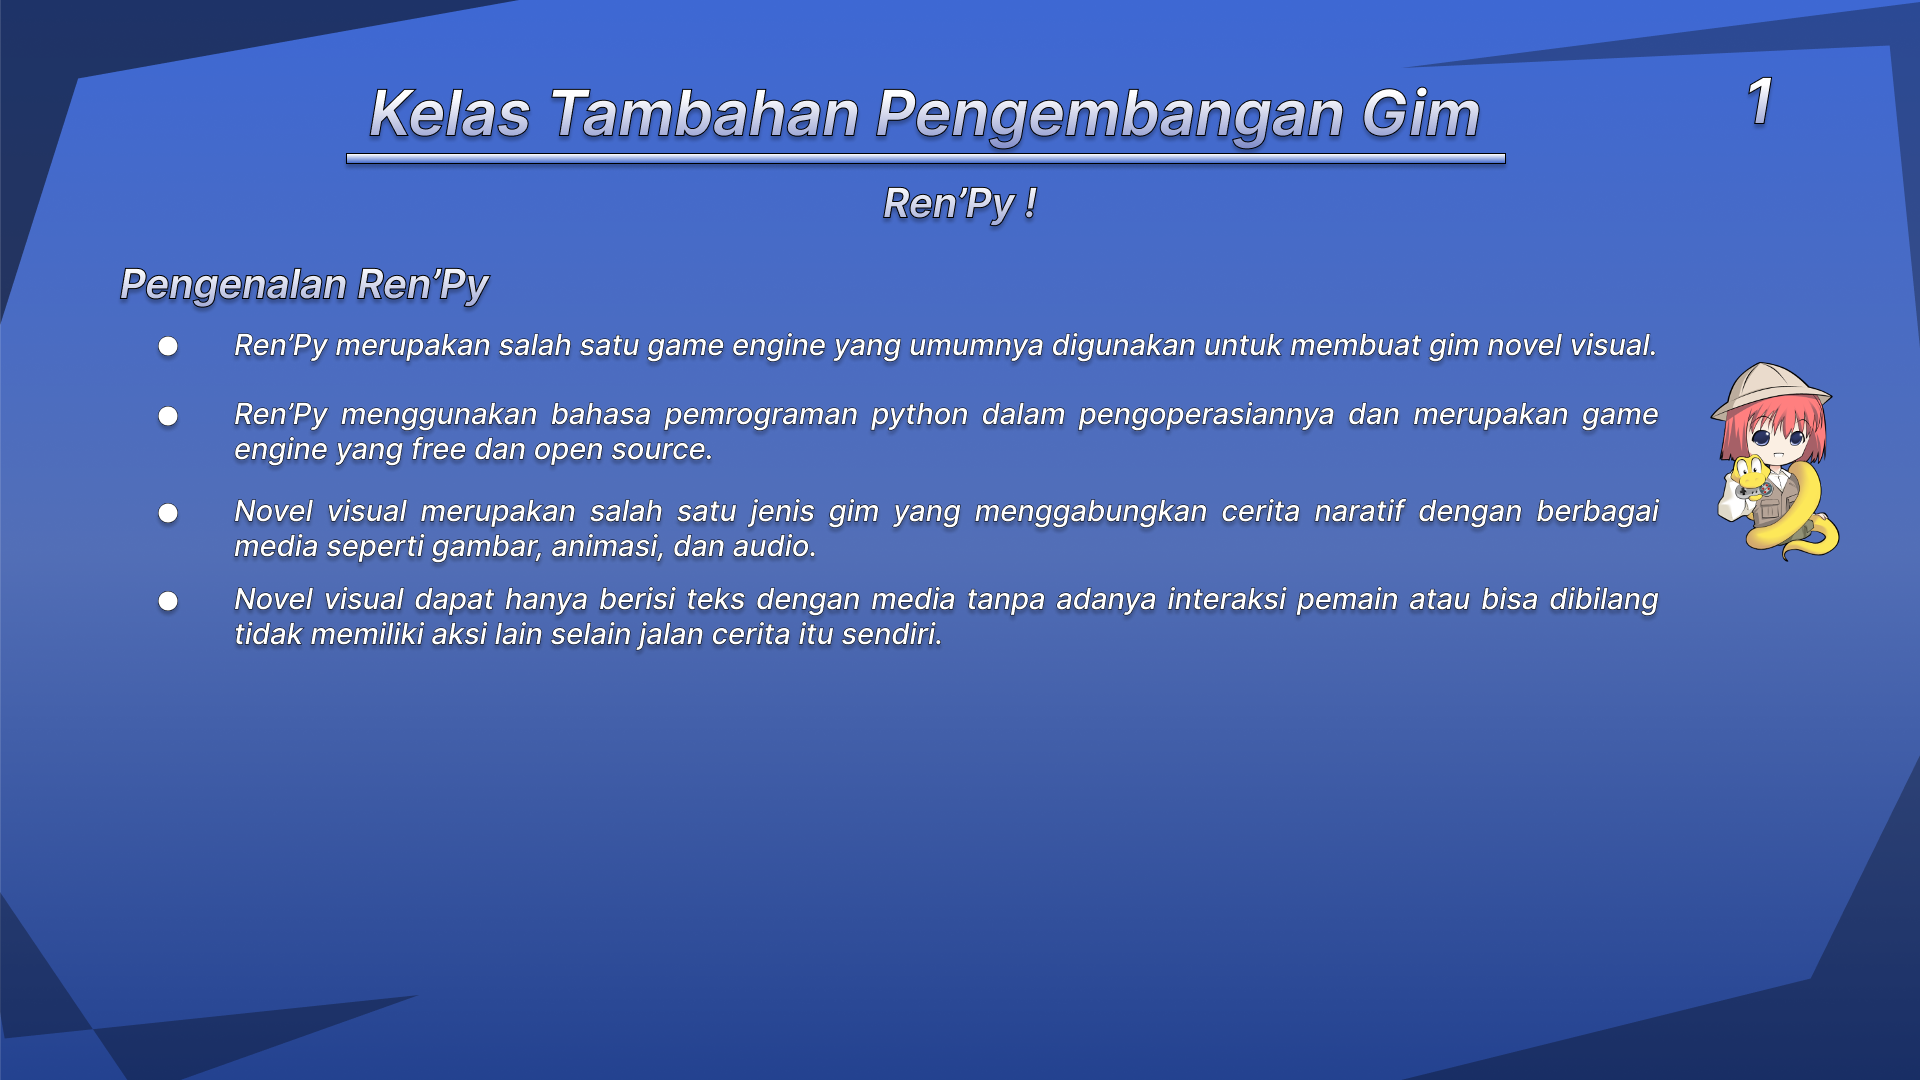 Kelas Tambahan Pengembangan Gim
1
Ren’Py !
Pengenalan Ren’Py
● Ren’Py merupakan salah satu game engine yang umumnya digunakan untuk membuat gim novel visual.
● Ren’Py menggunakan bahasa pemrograman python dalam pengoperasiannya dan merupakan game
engine yang free dan open source.
● Novel visual merupakan salah satu jenis gim yang menggabungkan cerita naratif dengan berbagai
media seperti gambar, animasi, dan audio.
● Novel visual dapat hanya berisi teks dengan media tanpa adanya interaksi pemain atau bisa dibilang
tidak memiliki aksi lain selain jalan cerita itu sendiri.